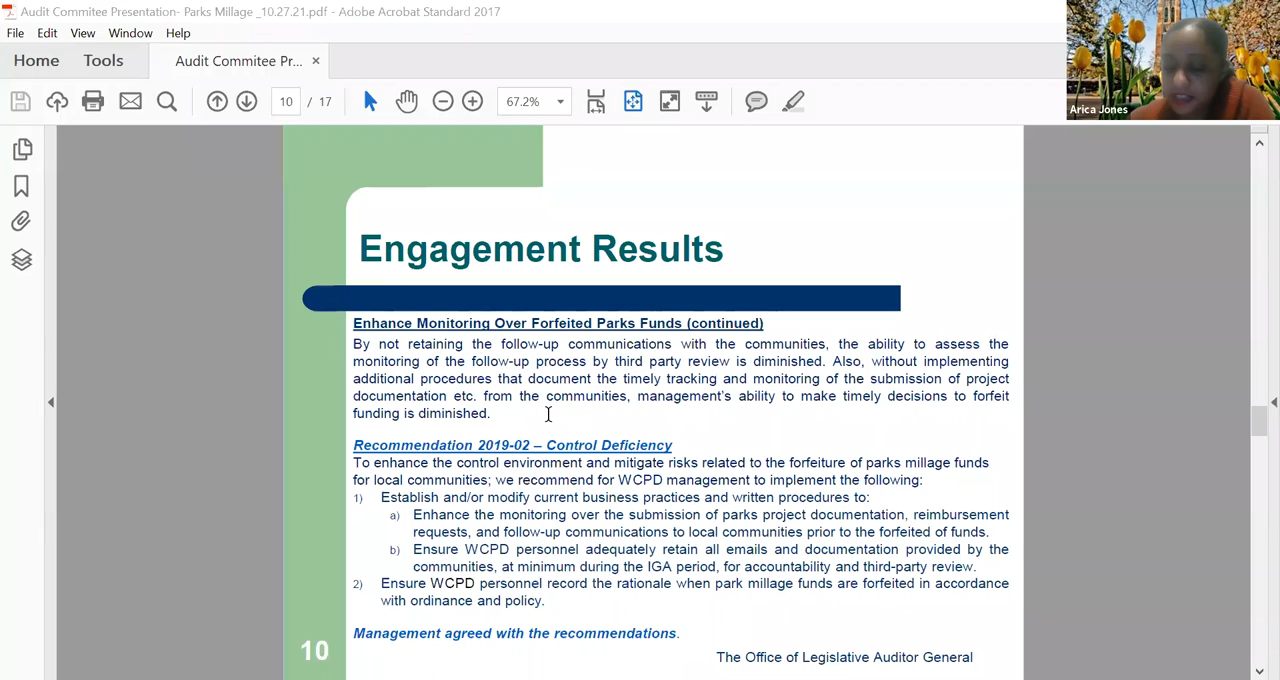 Audit Commitee Presentation- Parks Millage _10.27.21.pdf - Adobe Acrobat Standard 2017
File Edit View Window Help
Home Tools Audit Commitee Pr... ×
10 / 17 67.2%
Arica Jones
Engagement Results
Enhance Monitoring Over Forfeited Parks Funds (continued)
By not retaining the follow-up communications with the communities, the ability to assess the
monitoring of the follow-up process by third party review is diminished. Also, without implementing
additional procedures that document the timely tracking and monitoring of the submission of project
documentation etc. from the communities, management's ability to make timely decisions to forfeit
funding is diminished.
Recommendation 2019-02 – Control Deficiency
To enhance the control environment and mitigate risks related to the forfeiture of parks millage funds
for local communities; we recommend for WCPD management to implement the following:
1) Establish and/or modify current business practices and written procedures to:
a) Enhance the monitoring over the submission of parks project documentation, reimbursement
requests, and follow-up communications to local communities prior to the forfeited of funds.
b) Ensure WCPD personnel adequately retain all emails and documentation provided by the
communities, at minimum during the IGA period, for accountability and third-party review.
2) Ensure WCPD personnel record the rationale when park millage funds are forfeited in accordance
with ordinance and policy.
Management agreed with the recommendations.
10
The Office of Legislative Auditor General